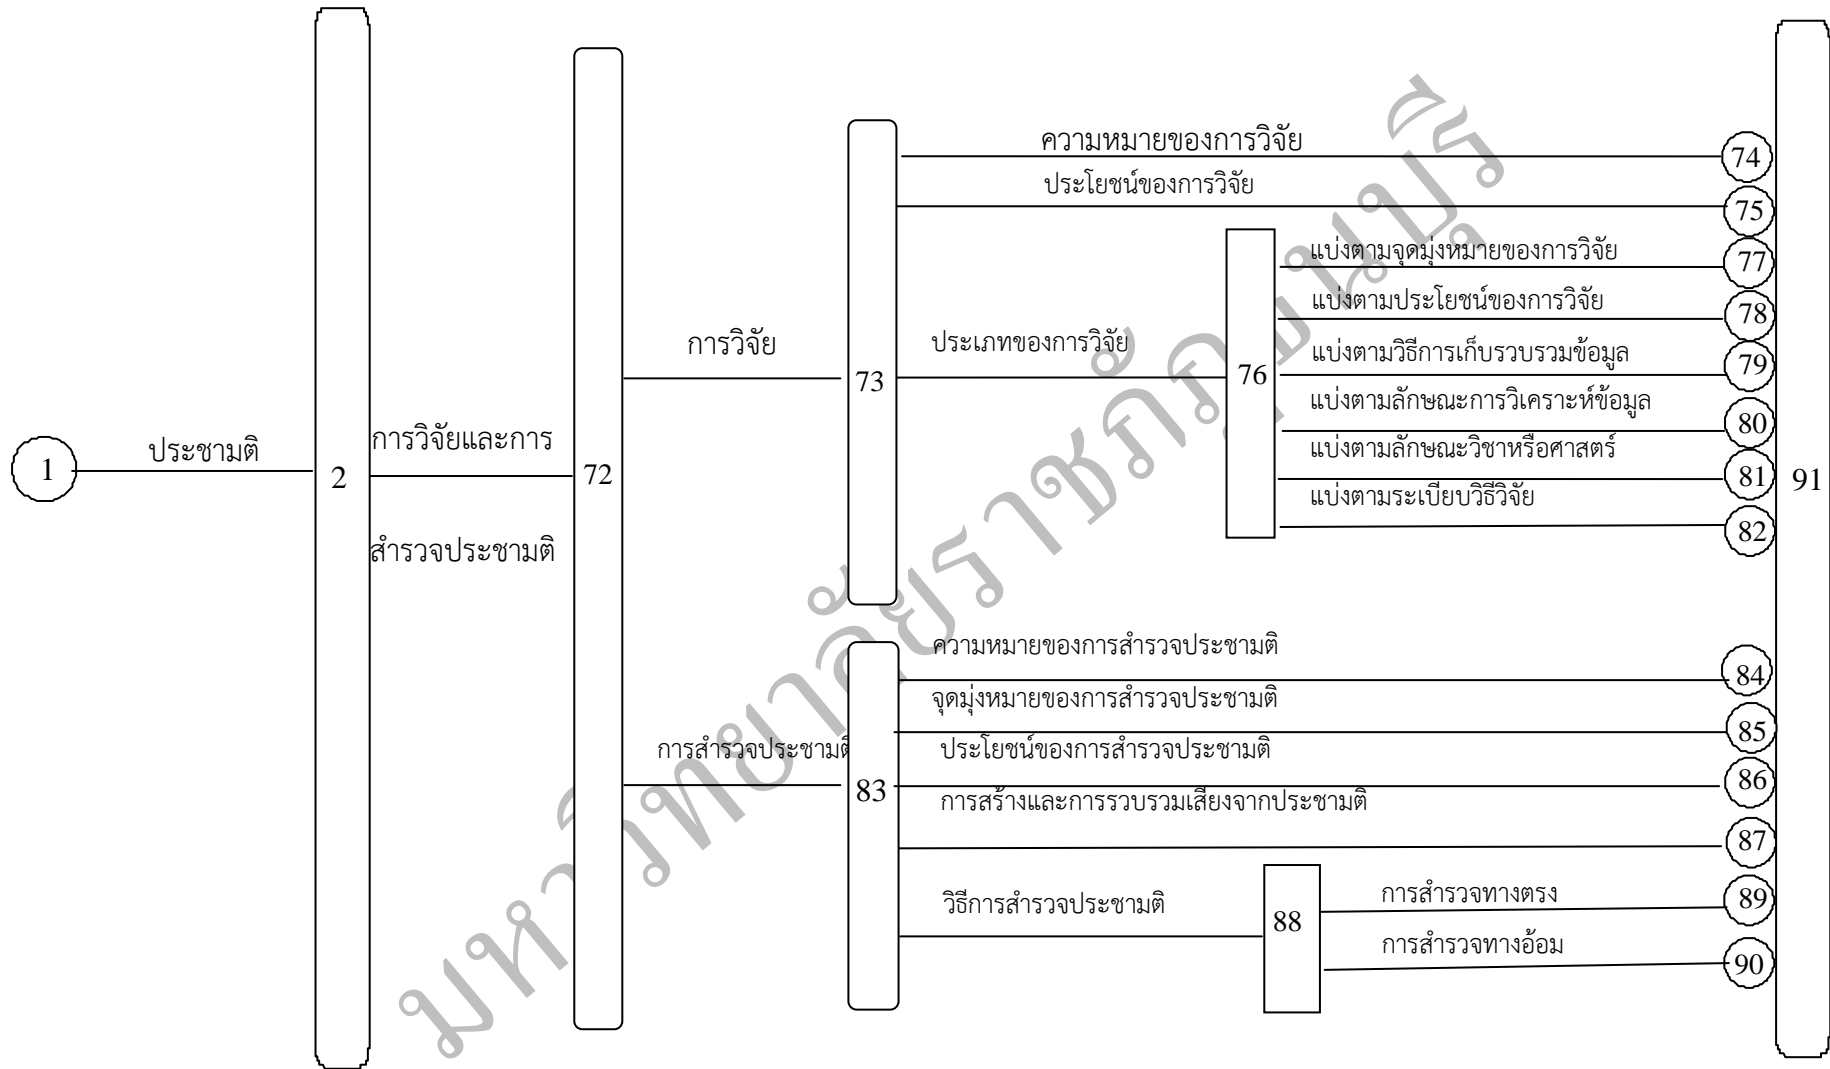 1
ประชามติ
2
การวิจัยและการ
สำรวจประชามติ
72
การวิจัย
73
ความหมายของการวิจัย
74
ประโยชน์ของการวิจัย
75
ประเภทของการวิจัย
76
แบ่งตามจุดมุ่งหมายของการวิจัย
77
แบ่งตามประโยชน์ของการวิจัย
78
แบ่งตามวิธีการเก็บรวบรวมข้อมูล
79
แบ่งตามลักษณะการวิเคราะห์ข้อมูล
80
แบ่งตามลักษณะวิชาหรือศาสตร์
81
แบ่งตามระเบียบวิธีวิจัย
82
การสำรวจประชามติ
83
ความหมายของการสำรวจประชามติ
84
จุดมุ่งหมายของการสำรวจประชามติ
85
ประโยชน์ของการสำรวจประชามติ
86
การสร้างและการรวบรวมเสียงจากประชามติ
87
วิธีการสำรวจประชามติ
88
การสำรวจทางตรง
89
การสำรวจทางอ้อม
90
91
มหาวิทยาลัยราชภัฏธนบุรี